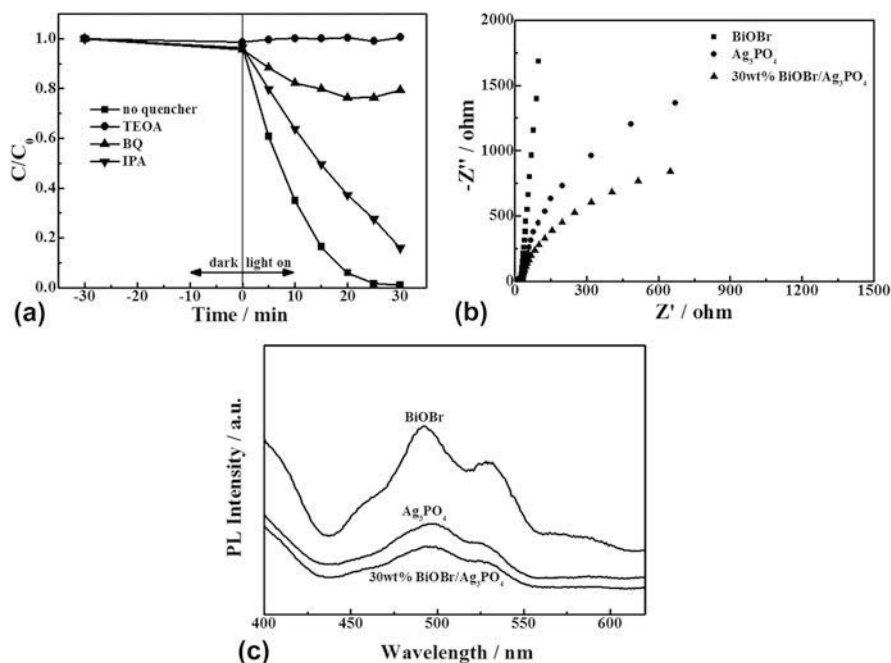 1.0
0.8
0.6
0.4
0.2
0.0
C/C₀
no quencher
TEOA
BQ
IPA
dark light on
-30 -20 -10 0 10 20 30
Time / min
(a)
2000
1500
1000
500
0
-Z'' / ohm
BiOBr
Ag₃PO₄
30wt% BiOBr/Ag₃PO₄
0 300 600 900 1200 1500
Z' / ohm
(b)
PL Intensity / a.u.
BiOBr
Ag₃PO₄
30wt% BiOBr/Ag₃PO₄
400 450 500 550 600
Wavelength / nm
(c)